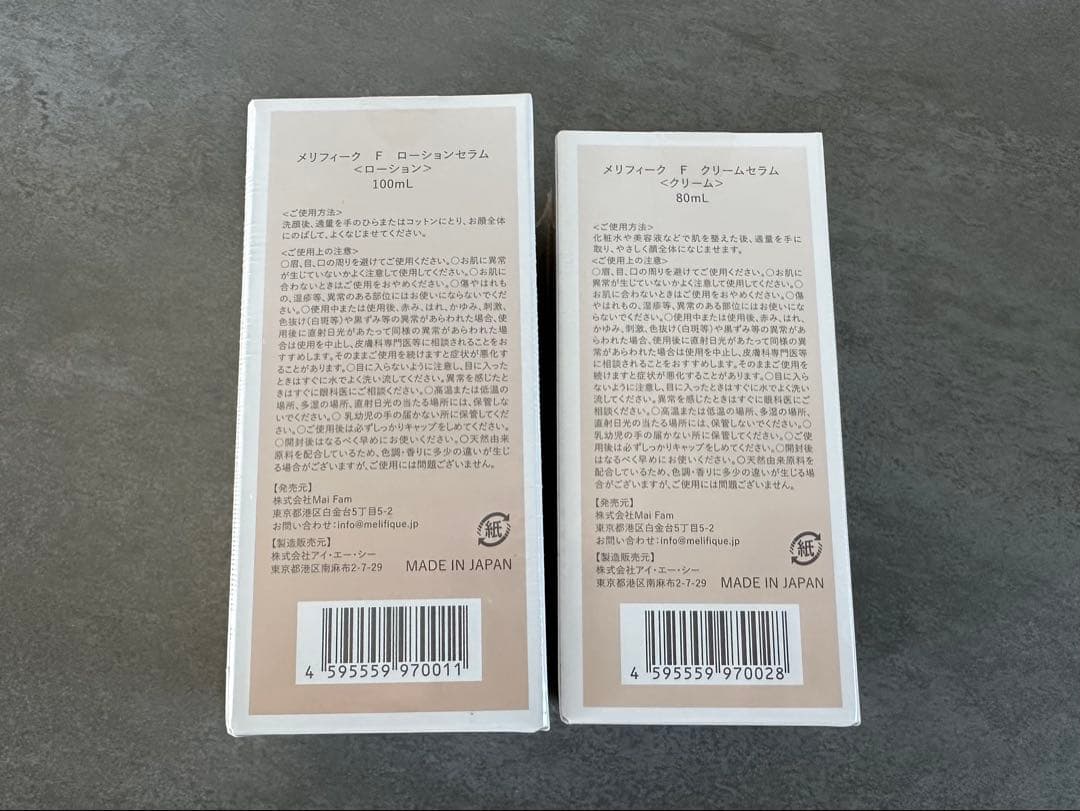 メリフィーク F ローションセラム
<ローション>
100mL
<ご使用方法>
洗顔後、適量を手のひらまたはコットンにとり、お顔全体
にのばして、よくなじませてください。
<ご使用上の注意>
○眉、目、口の周りを避けてご使用ください。○お肌に異常
が生じていないかよく注意して使用してください。○お肌
に合わないときはご使用をおやめください。○傷やはれも
の、湿疹等、異常のある部位にはお使いにならないでくだ
さい。○使用中または使用後、赤み、はれ、かゆみ、刺激、
色抜け(白斑等)や黒ずみ等の異常があらわれた場合、使
用後に直射日光があたって同様の異常があらわれた場
合は使用を中止し、皮膚科専門医等に相談されることをお
すすめします。そのままご使用を続けますと症状が悪化す
ることがあります。○目に入らないように注意し、目に入った
ときはすぐに水でよく洗い流してください。異常を感じたと
きはすぐに眼科医にご相談ください。○高温または低温の
場所、多湿の場所、直射日光の当たる場所には、保管しな
いでください。○ 乳幼児の手の届かない所に保管してくだ
さい。○ご使用後は必ずしっかりキャップをしめてください。
○開封後はなるべく早めにお使いください。○天然由来
原料を配合しているため、色調・香りに多少の違いが生じ
る場合がございますが、ご使用には問題ございません。
【発売元】
株式会社Mai Fam
東京都港区白金台5丁目5-2
お問い合わせ:info@melifique.jp
【製造販売元】
株式会社アイ・エー・シー
東京都港区南麻布2-7-29
紙
MADE IN JAPAN
4 595559 970011
メリフィーク F クリームセラム
<クリーム>
80mL
<ご使用方法>
化粧水や美容液などで肌を整えた後、適量を手に
取り、やさしく顔全体になじませます。
<ご使用上の注意>
○眉、目、口の周りを避けてご使用ください。○お肌に
異常が生じていないかよく注意して使用してください。○
お肌に合わないときはご使用をおやめください。○傷
やはれもの、湿疹等、異常のある部位にはお使いにな
らないでください。○使用中または使用後、赤み、はれ、
かゆみ、刺激、色抜け(白斑等)や黒ずみ等の異常があ
らわれた場合、使用後に直射日光があたって同様の異
常があらわれた場合は使用を中止し、皮膚科専門医等
に相談されることをおすすめします。そのままご使用を
続けますと症状が悪化することがあります。○目に入ら
ないように注意し、目に入ったときはすぐに水でよく洗い
流してください。異常を感じたときはすぐに眼科医にご
相談ください。○高温または低温の場所、多湿の場所、
直射日光の当たる場所には、保管しないでください。○
乳幼児の手の届かない所に保管してください。○ご使
用後は必ずしっかりキャップをしめてください。○開封後
はなるべく早めにお使いください。○天然由来原料を
配合しているため、色調・香りに多少の違いが生じる場
合がございますが、ご使用には問題ございません。
【発売元】
株式会社Mai Fam
東京都港区白金台5丁目5-2
お問い合わせ:info@melifique.jp
【製造販売元】
株式会社アイ・エー・シー
東京都港区南麻布2-7-29
紙
MADE IN JAPAN
4 595559 970028